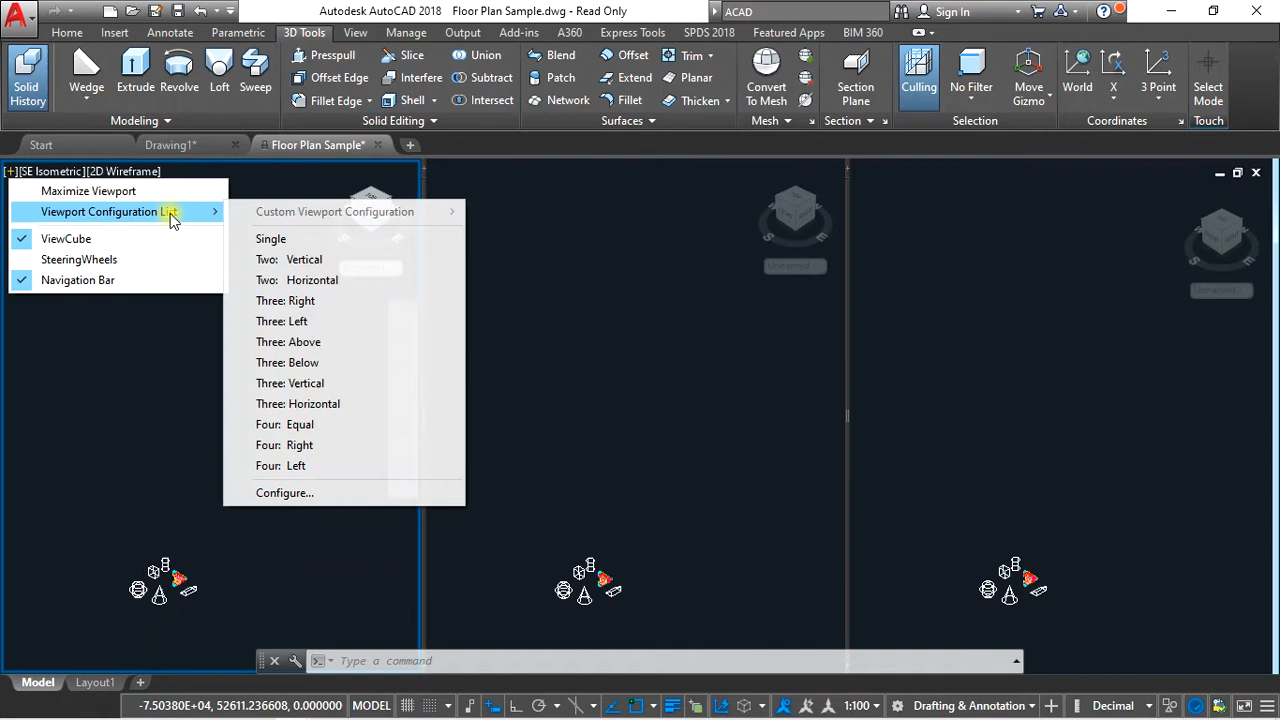 Autodesk AutoCAD 2018 Floor Plan Sample.dwg - Read Only
ACAD
Sign In
Home Insert Annotate Parametric 3D Tools View Manage Output Add-ins A360 Express Tools SPDS 2018 Featured Apps BIM 360
Solid History
Wedge
Extrude
Revolve
Loft
Sweep
Presspull
Offset Edge
Fillet Edge
Slice
Interfere
Shell
Union
Subtract
Intersect
Blend
Patch
Network
Offset
Extend
Fillet
Trim
Planar
Thicken
Convert To Mesh
Section Plane
Culling
No Filter
Move Gizmo
World
X
3 Point
Select Mode
Modeling
Solid Editing
Surfaces
Mesh
Section
Selection
Coordinates
Touch
Start
Drawing1*
Floor Plan Sample*
[+][SE Isometric][2D Wireframe]
Maximize Viewport
Viewport Configuration List
ViewCube
SteeringWheels
Navigation Bar
Custom Viewport Configuration
Single
Two: Vertical
Two: Horizontal
Three: Right
Three: Left
Three: Above
Three: Below
Three: Vertical
Three: Horizontal
Four: Equal
Four: Right
Four: Left
Configure...
Unnamed
Unnamed
Type a command
Model
Layout1
-7.50380E+04, 52611.236608, 0.000000
MODEL
1:100
Drafting & Annotation
Decimal